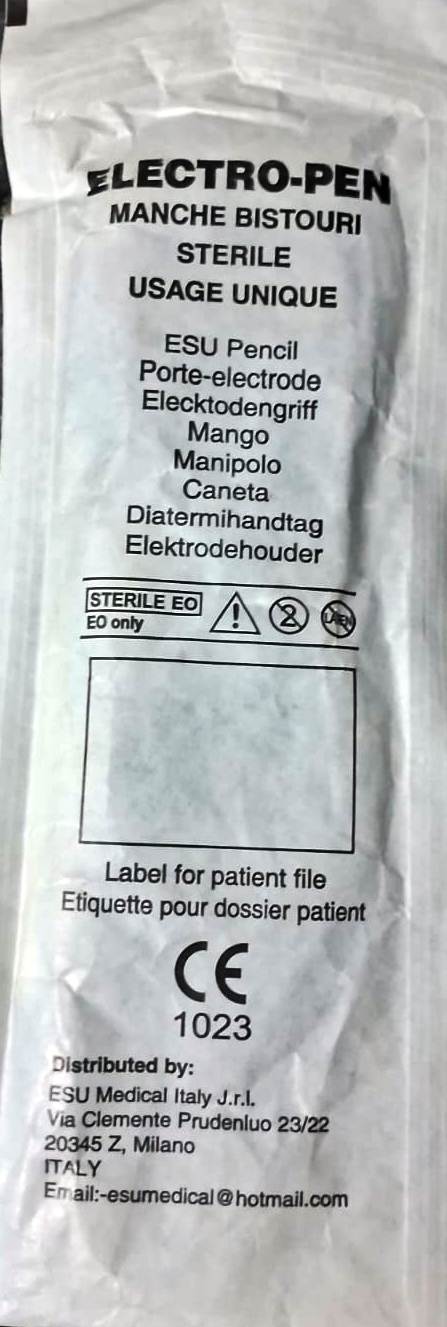 ELECTRO-PEN
MANCHE BISTOURI
STERILE
USAGE UNIQUE
ESU Pencil
Porte-electrode
Elecktodengriff
Mango
Manipolo
Caneta
Diatermihandtag
Elektrodehouder
STERILE EO
EO only
! 2 LATEX
Label for patient file
Etiquette pour dossier patient
CE
1023
Distributed by:
ESU Medical Italy J.r.l.
Via Clemente Prudenluo 23/22
20345 Z, Milano
ITALY
Email:-esumedical@hotmail.com